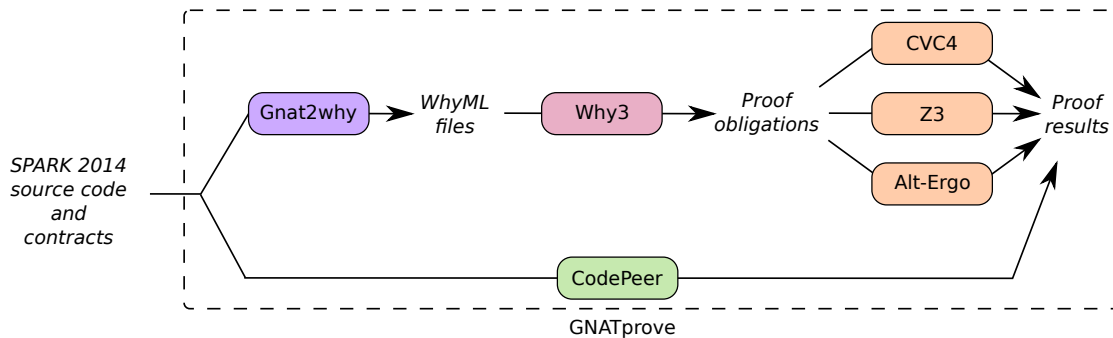 SPARK 2014
source code
and
contracts
Gnat2why
WhyML
files
Why3
Proof
obligations
CVC4
Z3
Alt-Ergo
Proof
results
CodePeer
GNATprove